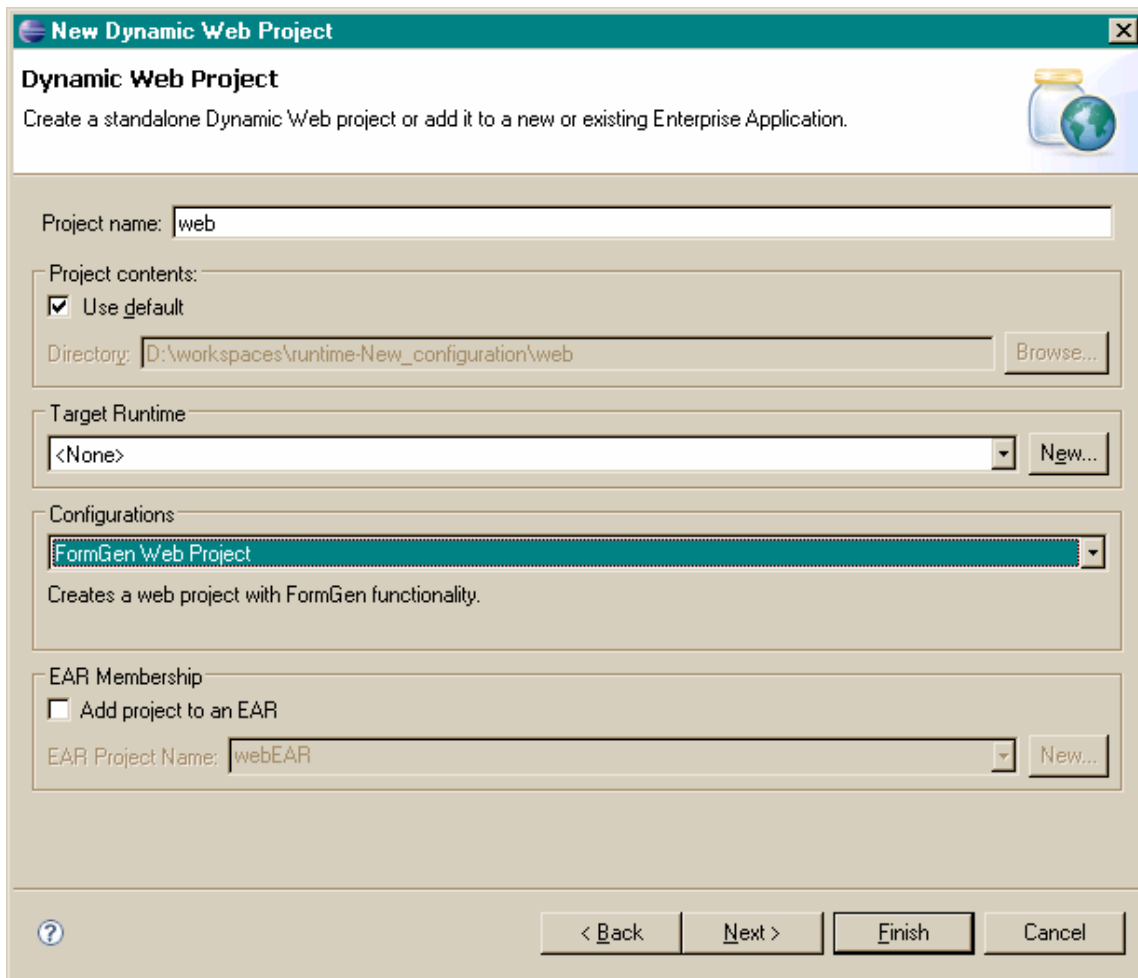 New Dynamic Web Project
Dynamic Web Project
Create a standalone Dynamic Web project or add it to a new or existing Enterprise Application.
Project name: web
Project contents:
Use default
Directory: D:\workspaces\runtime-New_configuration\web Browse...
Target Runtime
<None> New...
Configurations
FormGen Web Project
Creates a web project with FormGen functionality.
EAR Membership
Add project to an EAR
EAR Project Name: webEAR New...
? < Back Next > Finish Cancel